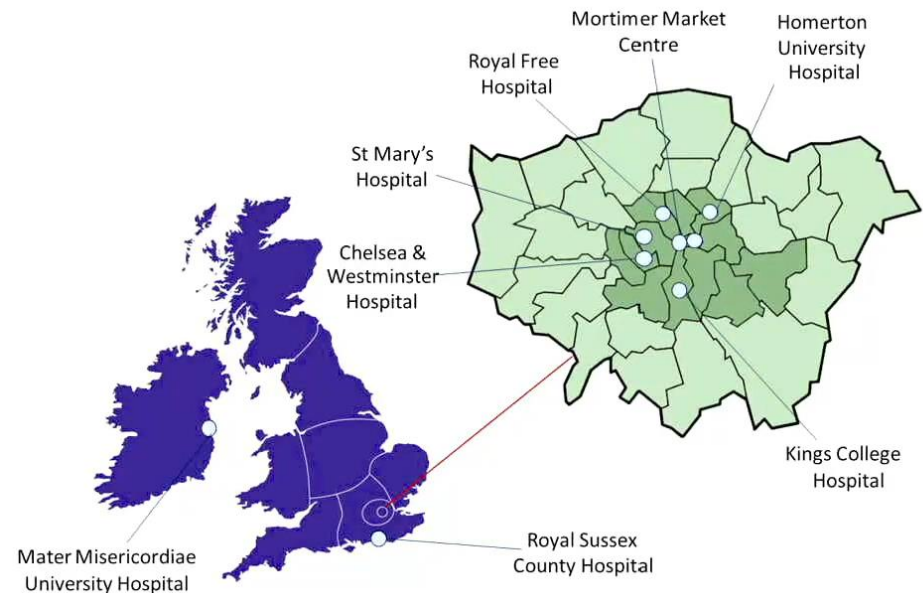 Mortimer Market
Centre
Homerton
University
Hospital
Royal Free
Hospital
St Mary's
Hospital
Chelsea &
Westminster
Hospital
Kings College
Hospital
Royal Sussex
County Hospital
Mater Misericordiae
University Hospital